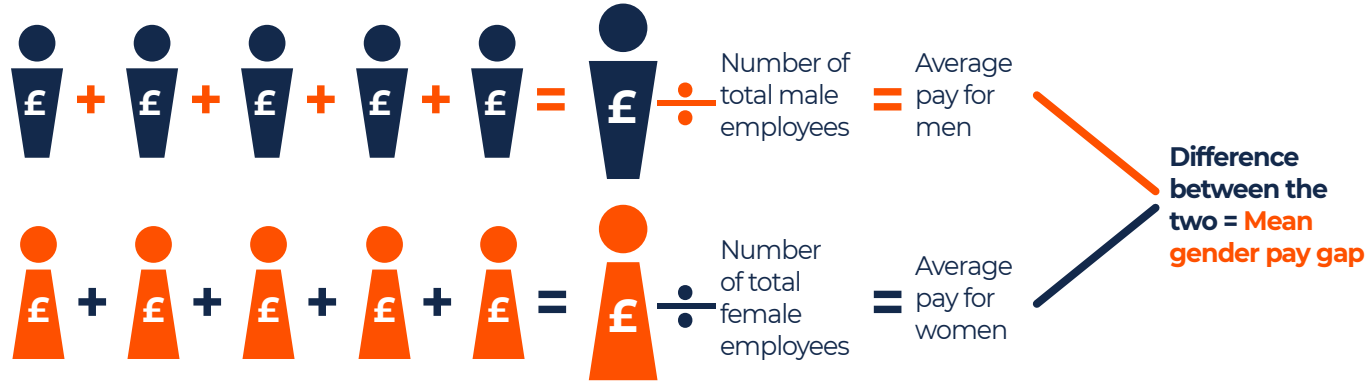 £ + £ + £ + £ + £ = £ ÷
Number of
total male
employees
=
Average
pay for
men
£ + £ + £ + £ + £ = £ ÷
Number
of total
female
employees
=
Average
pay for
women
Difference
between the
two = Mean
gender pay gap